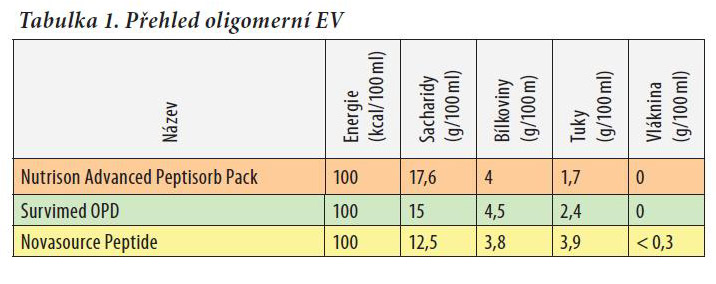 Tabulka 1. Přehled oligomerní EV
Název
Energie
(kcal/100 ml)
Sacharidy
(g/100 ml)
Bílkoviny
(g/100 m)
Tuky
(g/100 ml)
Vláknina
(g/100 ml)
Nutrison Advanced Peptisorb Pack 100 17,6 4 1,7 0
Survimed OPD 100 15 4,5 2,4 0
Novasource Peptide 100 12,5 3,8 3,9 < 0,3